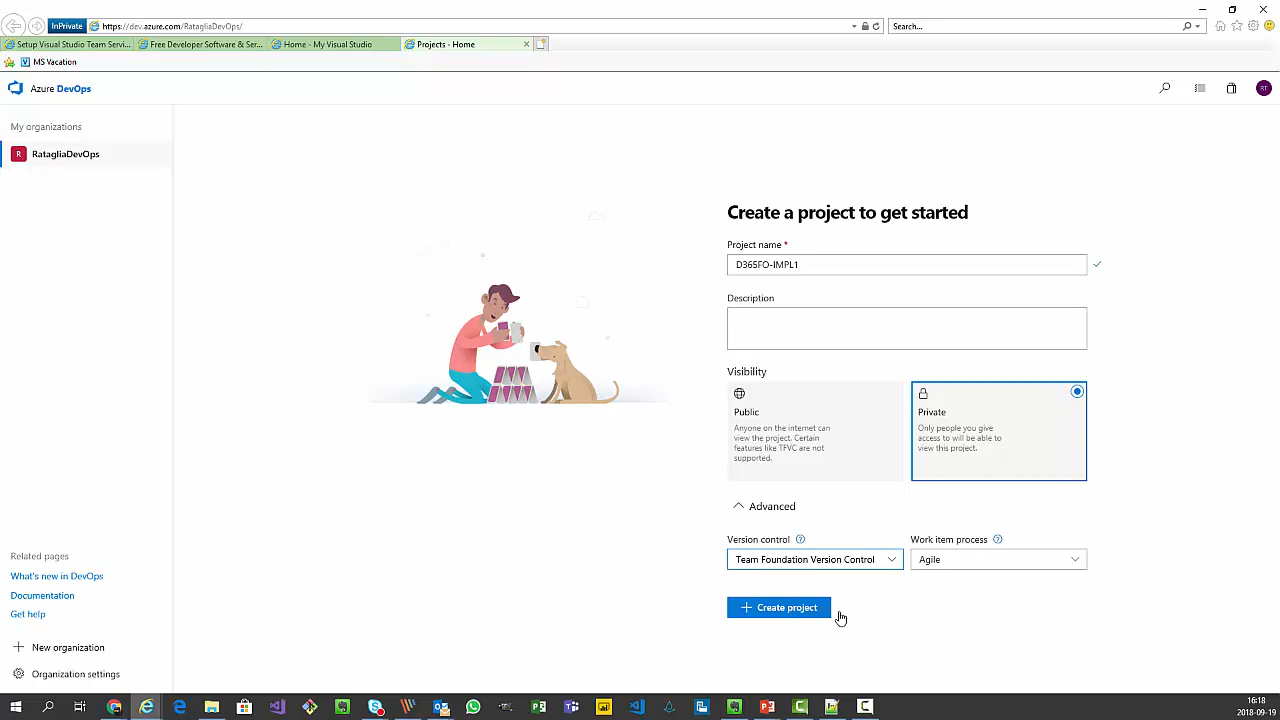 InPrivate
https://dev.azure.com/RatagliaDevOps/
Search...
Setup Visual Studio Team Servi...
Free Developer Software & Ser...
Home - My Visual Studio
Projects - Home
MS Vacation
Azure DevOps
RT
My organizations
R RatagliaDevOps
Create a project to get started
Project name *
D365FO-IMPL1
Description
Visibility
Public
Anyone on the internet can
view the project. Certain
features like TFVC are not
supported.
Private
Only people you give
access to will be able to
view this project.
Advanced
Version control ?
Work item process ?
Team Foundation Version Control
Agile
Create project
Related pages
What's new in DevOps
Documentation
Get help
New organization
Organization settings
16:18
2018-09-19